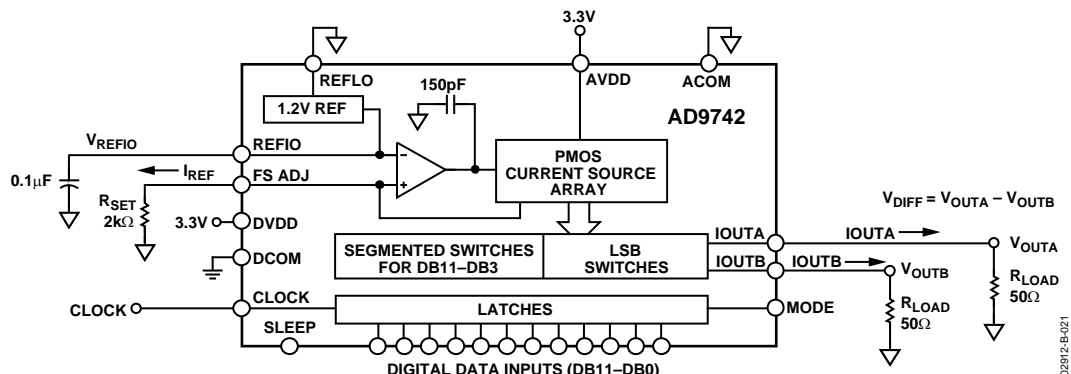 3.3V
REFLO
AVDD
ACOM
150pF
1.2V REF
AD9742
VREFIO
REFIO
PMOS
CURRENT SOURCE
ARRAY
0.1μF
IREF
FS ADJ
RSET
2kΩ
3.3V
DVDD
VDIFF = VOUTA – VOUTB
DCOM
SEGMENTED SWITCHES
FOR DB11–DB3
LSB
SWITCHES
IOUTA
IOUTA
VOUTA
IOUTB
IOUTB
VOUTB
RLOAD
50Ω
RLOAD
50Ω
CLOCK
CLOCK
LATCHES
MODE
SLEEP
DIGITAL DATA INPUTS (DB11–DB0)
02912-B-021